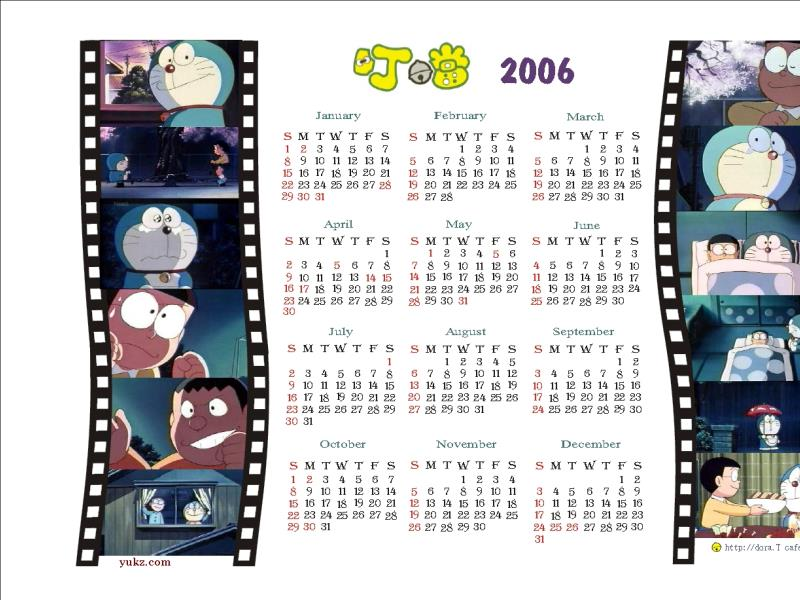 叮噹 2006
January
S M T W T F S
1 2 3 4 5 6 7
8 9 10 11 12 13 14
15 16 17 18 19 20 21
22 23 24 25 26 27 28
29 30 31
February
S M T W T F S
1 2 3 4
5 6 7 8 9 10 11
12 13 14 15 16 17 18
19 20 21 22 23 24 25
26 27 28
March
S M T W T F S
1 2 3 4
5 6 7 8 9 10 11
12 13 14 15 16 17 18
19 20 21 22 23 24 25
26 27 28 29 30 31
April
S M T W T F S
1
2 3 4 5 6 7 8
9 10 11 12 13 14 15
16 17 18 19 20 21 22
23 24 25 26 27 28 29
30
May
S M T W T F S
1 2 3 4 5 6
7 8 9 10 11 12 13
14 15 16 17 18 19 20
21 22 23 24 25 26 27
28 29 30 31
June
S M T W T F S
1 2 3
4 5 6 7 8 9 10
11 12 13 14 15 16 17
18 19 20 21 22 23 24
25 26 27 28 29 30
July
S M T W T F S
1
2 3 4 5 6 7 8
9 10 11 12 13 14 15
16 17 18 19 20 21 22
23 24 25 26 27 28 29
30 31
August
S M T W T F S
1 2 3 4 5
6 7 8 9 10 11 12
13 14 15 16 17 18 19
20 21 22 23 24 25 26
27 28 29 30 31
September
S M T W T F S
1 2
3 4 5 6 7 8 9
10 11 12 13 14 15 16
17 18 19 20 21 22 23
24 25 26 27 28 29 30
October
S M T W T F S
1 2 3 4 5 6 7
8 9 10 11 12 13 14
15 16 17 18 19 20 21
22 23 24 25 26 27 28
29 30 31
November
S M T W T F S
1 2 3 4
5 6 7 8 9 10 11
12 13 14 15 16 17 18
19 20 21 22 23 24 25
26 27 28 29 30
December
S M T W T F S
1 2
3 4 5 6 7 8 9
10 11 12 13 14 15 16
17 18 19 20 21 22 23
24 25 26 27 28 29 30
31
http://dora.T cafe
yukz.com